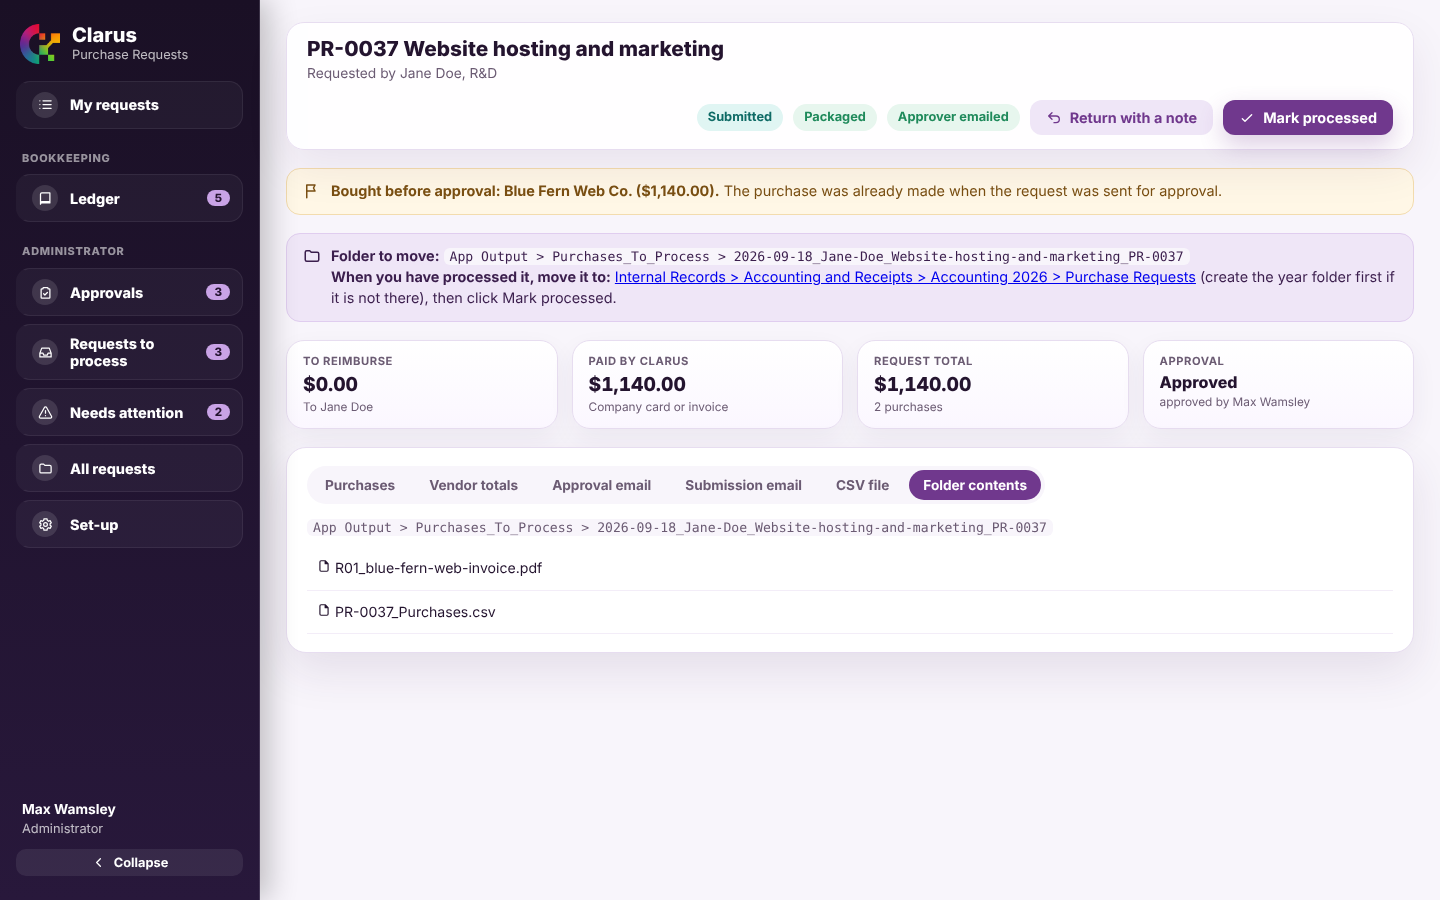 Clarus
Purchase Requests
My requests
BOOKKEEPING
Ledger 5
ADMINISTRATOR
Approvals 3
Requests to
process 3
Needs attention 2
All requests
Set-up
Max Wamsley
Administrator
Collapse
PR-0037 Website hosting and marketing
Requested by Jane Doe, R&D
Submitted Packaged Approver emailed Return with a note Mark processed
Bought before approval: Blue Fern Web Co. ($1,140.00). The purchase was already made when the request was sent for approval.
Folder to move: App Output > Purchases_To_Process > 2026-09-18_Jane-Doe_Website-hosting-and-marketing_PR-0037
When you have processed it, move it to: Internal Records > Accounting and Receipts > Accounting 2026 > Purchase Requests (create the year folder first if
it is not there), then click Mark processed.
TO REIMBURSE
$0.00
To Jane Doe
PAID BY CLARUS
$1,140.00
Company card or invoice
REQUEST TOTAL
$1,140.00
2 purchases
APPROVAL
Approved
approved by Max Wamsley
Purchases Vendor totals Approval email Submission email CSV file Folder contents
App Output > Purchases_To_Process > 2026-09-18_Jane-Doe_Website-hosting-and-marketing_PR-0037
R01_blue-fern-web-invoice.pdf
PR-0037_Purchases.csv